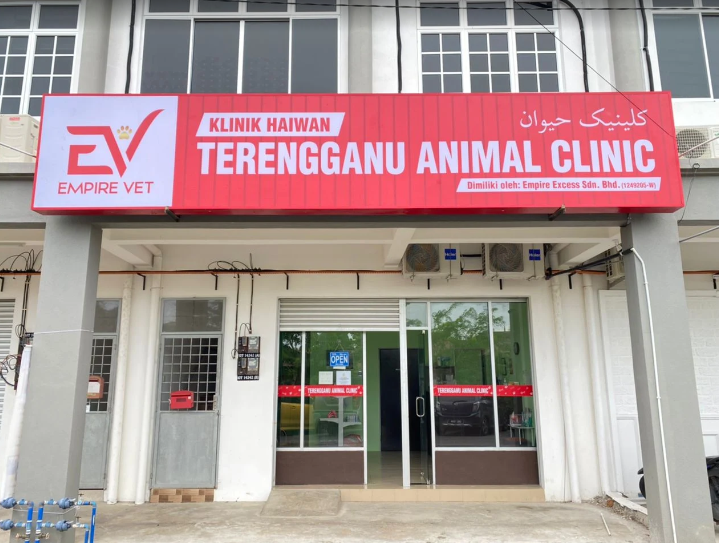 EV
EMPIRE VET
KLINIK HAIWAN
کلينيک حيوان
TERENGGANU ANIMAL CLINIC
Dimiliki oleh: Empire Excess Sdn. Bhd. (1249205-W)
OPEN
TERENGGANU ANIMAL CLINIC
TERENGGANU ANIMAL CLINIC